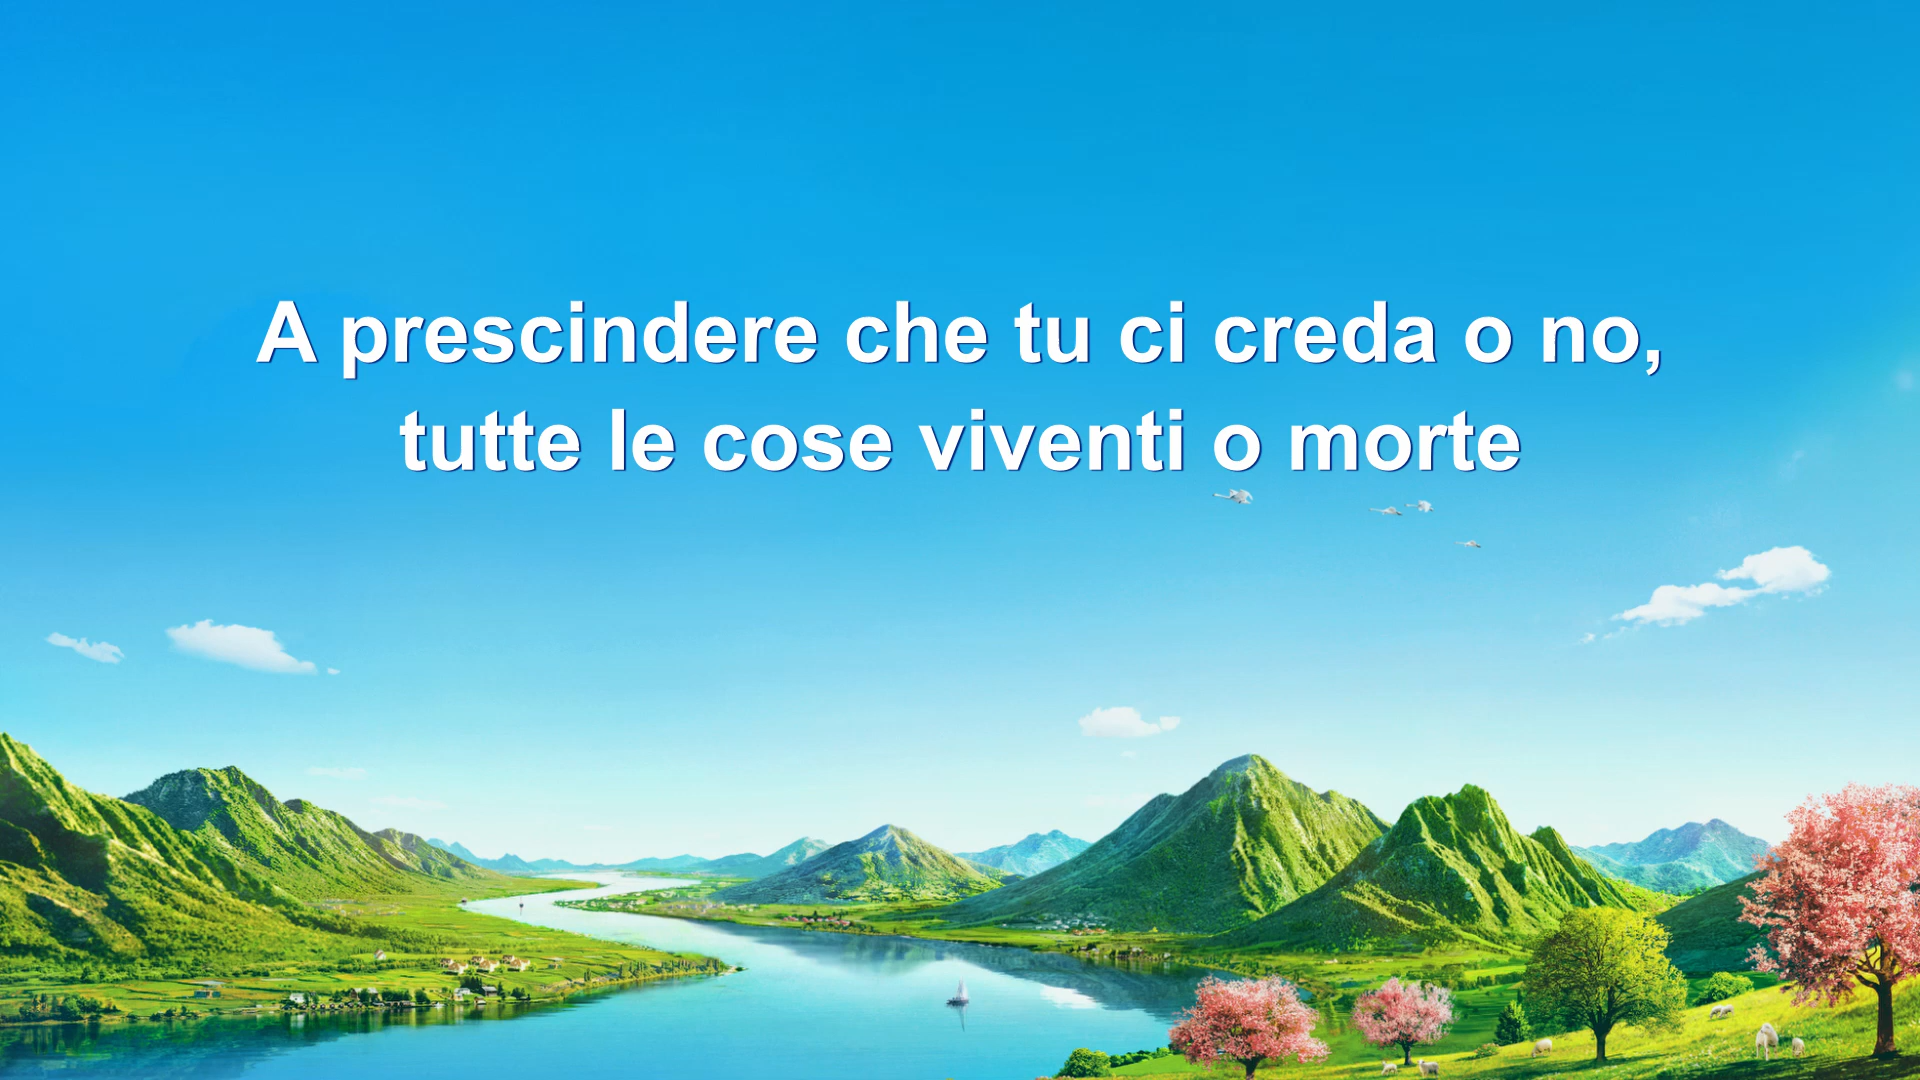 A prescindere che tu ci creda o no,
tutte le cose viventi o morte